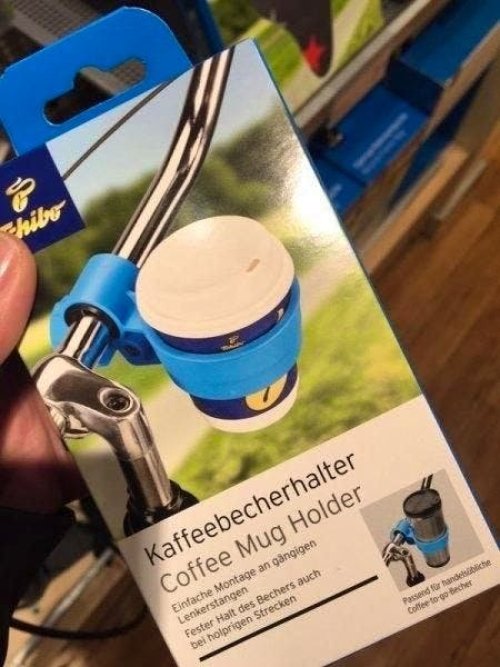 Tchibo
Tchibo
Kaffeebecherhalter
Coffee Mug Holder
Einfache Montage an gängigen
Lenkerstangen
Fester Halt des Bechers auch
bei holprigen Strecken
Passend für handelsübliche
Coffee-to-go Becher